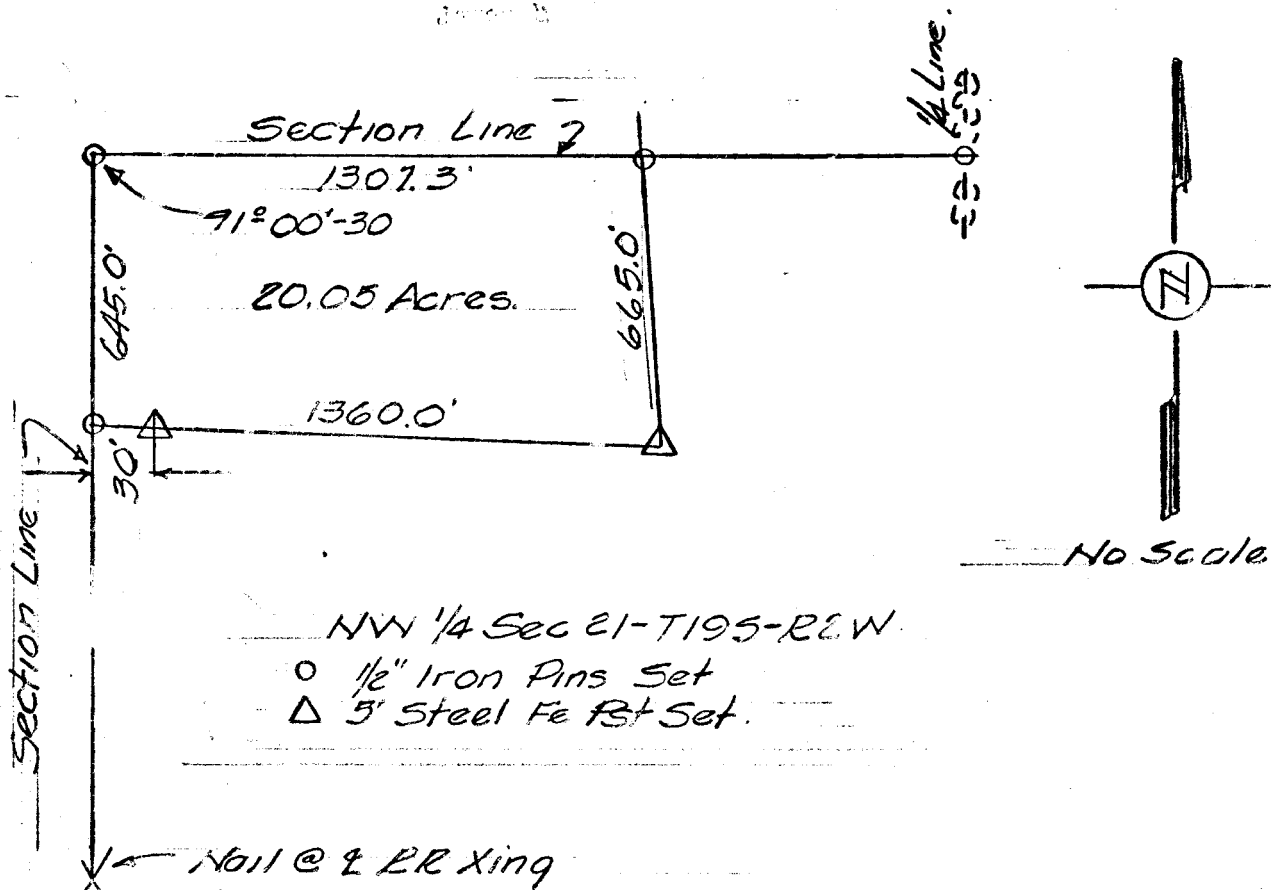 1/4 Line.
Section Line
1307.3'
91°00'-30
645.0'
20.05 Acres.
665.0'
1360.0'
30'
Section Line
N
No Scale
NW 1/4 Sec 21-T19S-R2W
1/2" Iron Pins Set
5' Steel Fe Pst Set.
Nail @ ℄ RR Xing